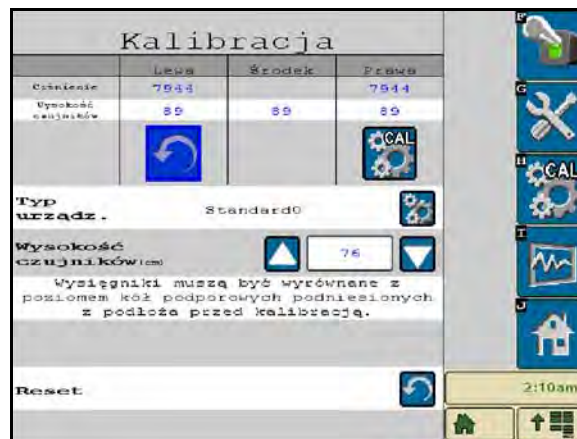 Kalibracja
Lewa Środek Prawa
Ciśnienie 7944 7944
Wysokość czujników 89 89 89
CAL
Typ urządz. Standard0
Wysokość czujników (cm) 76
Wysięgniki muszą być wyrównane z
poziomem kół podporowych podniesionych
z podłoża przed kalibracją.
Reset
F
G
H
CAL
I
J
2:10am